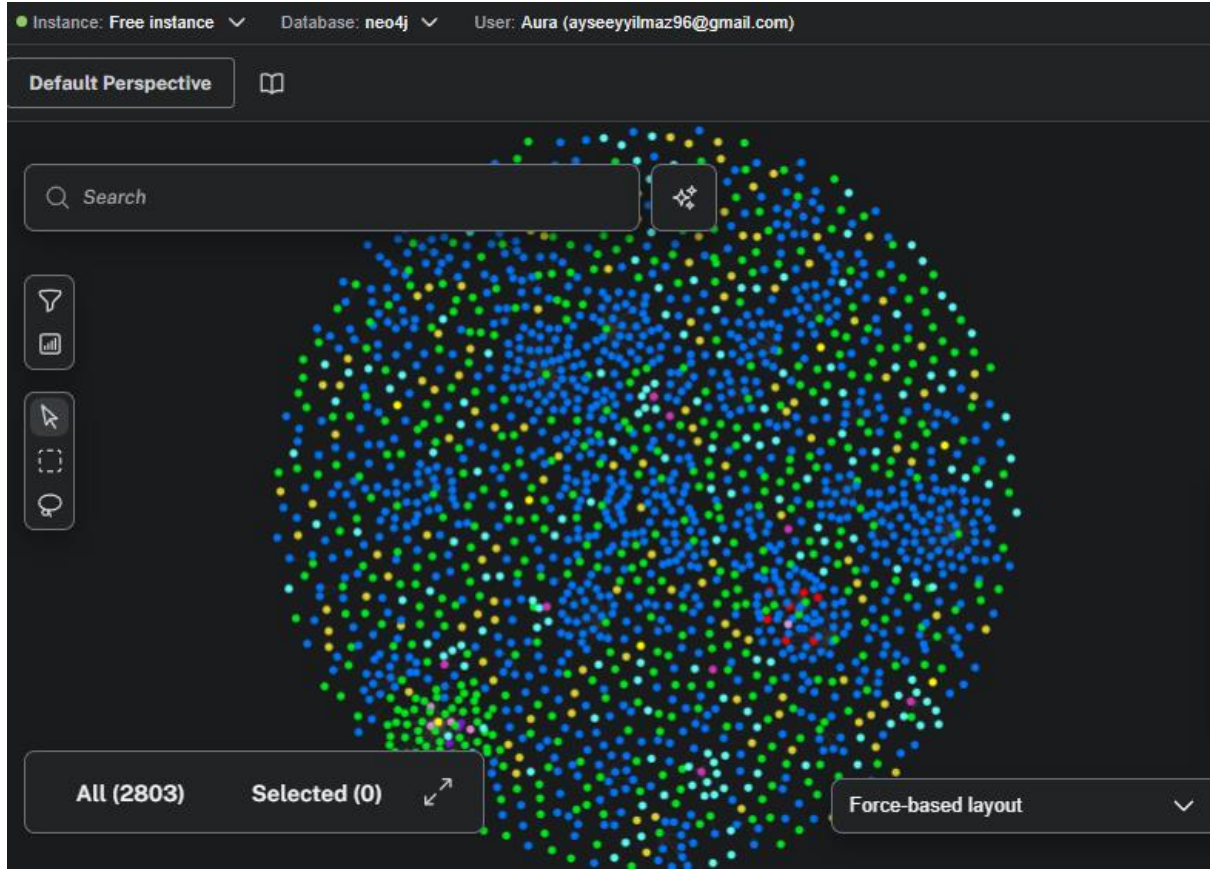 Instance: Free instance Database: neo4j User: Aura (ayseeyyilmaz96@gmail.com)
Default Perspective
Search
All (2803) Selected (0)
Force-based layout